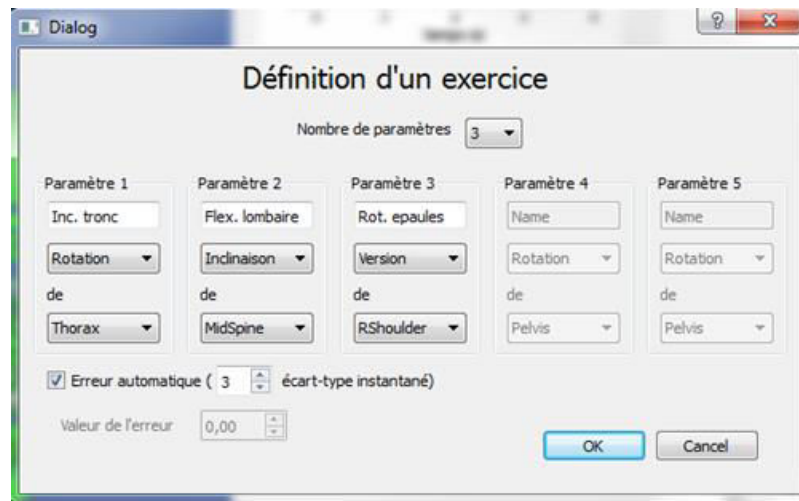 Dialog
Définition d'un exercice
Nombre de paramètres 3
Paramètre 1 Paramètre 2 Paramètre 3 Paramètre 4 Paramètre 5
Inc. tronc Flex. lombaire Rot. epaules Name Name
Rotation Inclinaison Version Rotation Rotation
de de de de de
Thorax MidSpine RShoulder Pelvis Pelvis
Erreur automatique ( 3 écart-type instantané)
Valeur de l'erreur 0,00
OK Cancel